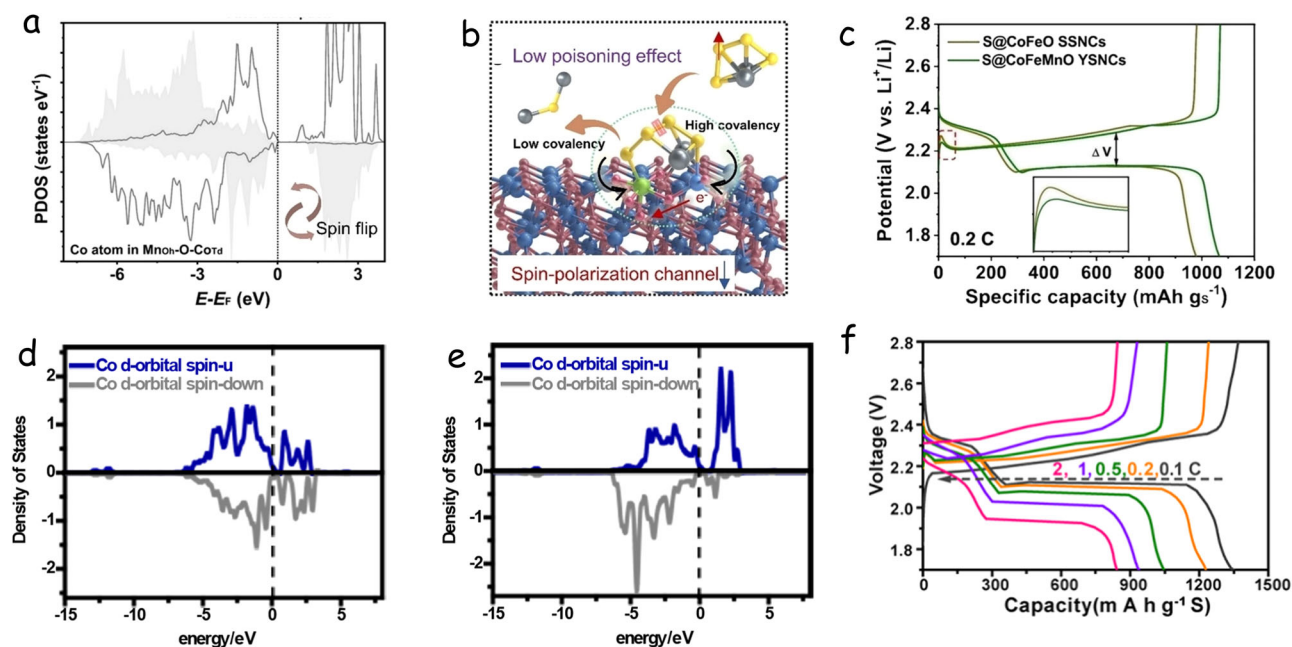 a
PDOS (states eV⁻¹)
Spin flip
Co atom in MnOh-O-CoTd
-6
-3
0
3
E-EF (eV)
b
Low poisoning effect
Low covalency
High covalency
e⁻
Spin-polarization channel ↓
c
Potential (V vs. Li⁺/Li)
2.8
2.6
2.4
2.2
2.0
1.8
S@CoFeO SSNCs
S@CoFeMnO YSNCs
ΔV
0.2 C
0 200 400 600 800 1000 1200
Specific capacity (mAh gs⁻¹)
d
Density of States
2
1
0
-1
-2
Co d-orbital spin-u
Co d-orbital spin-down
-15 -10 -5 0 5
energy/eV
e
Density of States
2
1
0
-1
-2
Co d-orbital spin-u
Co d-orbital spin-down
-15 -10 -5 0 5
energy/eV
f
Voltage (V)
2.8
2.6
2.4
2.2
2.0
1.8
2, 1, 0.5, 0.2, 0.1 C
0 300 600 900 1200 1500
Capacity(m A h g⁻¹ S)